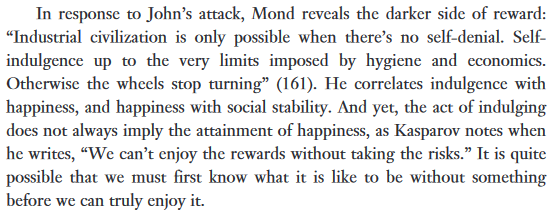 In response to John’s attack, Mond reveals the darker side of reward:
“Industrial civilization is only possible when there’s no self-denial. Self-
indulgence up to the very limits imposed by hygiene and economics.
Otherwise the wheels stop turning” (161). He correlates indulgence with
happiness, and happiness with social stability. And yet, the act of indulging
does not always imply the attainment of happiness, as Kasparov notes when
he writes, “We can’t enjoy the rewards without taking the risks.” It is quite
possible that we must first know what it is like to be without something
before we can truly enjoy it.